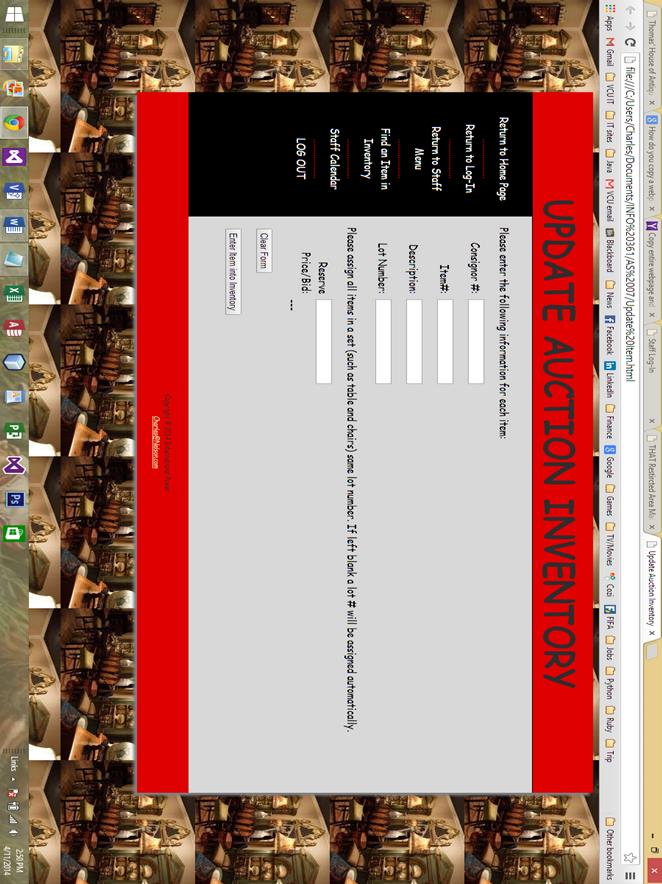 Thomas' House of Antiqu
How do you copy a webp
Copy entire webpage and
Staff Log-In
THAT Restricted Area Me
Update Auction Inventory
file:///C:/Users/Charles/Documents/INFO%20361/AS%2007/Update%20Item.html
Apps
Gmail
VCU IT
IT sites
Java
VCU email
Blackboard
News
Facebook
LinkedIn
Finance
Google
Games
TV/Movies
Cozi
FIFA
Jobs
Python
Ruby
Trip
Other bookmarks
UPDATE AUCTION INVENTORY
Return to Home Page
Return to Log-In
Return to Staff
Menu
Find an Item in
Inventory
Staff Calendar
LOG OUT
Please enter the following information for each item:
Consignor #:
Item#:
Description:
Lot Number:
Please assign all items in a set (such as table and chairs) same lot number. If left blank a lot # will be assigned automatically.
Reserve
Price/Bid:
---
Clear Form
Enter Item into Inventory
Charles@Nelson.com
Links
2:50 PM
4/11/2014